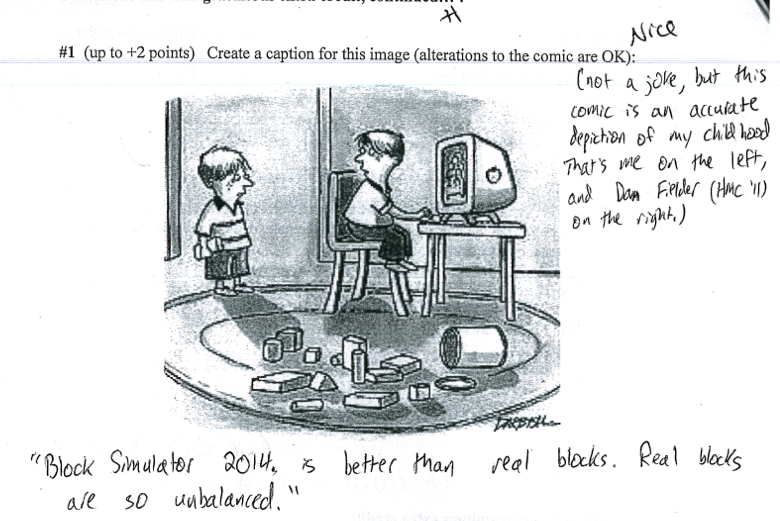 #1 (up to +2 points) Create a caption for this image (alterations to the comic are OK):
Nice
(not a joke, but this
comic is an accurate
depiction of my childhood
That's me on the left,
and Dan Fielder (HMC '11)
on the right.)
"Block Simulator 2014, is better than real blocks. Real blocks
are so unbalanced."